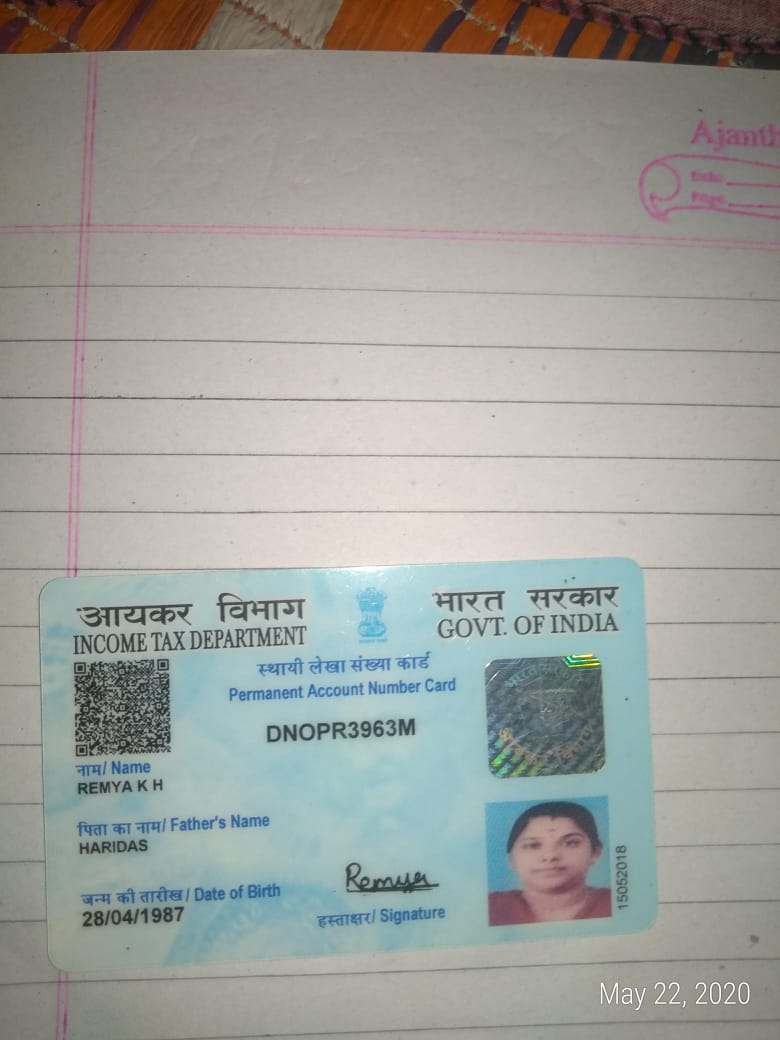 Ajanth
Date
Page
आयकर विभाग
INCOME TAX DEPARTMENT
भारत सरकार
GOVT. OF INDIA
स्थायी लेखा संख्या कार्ड
Permanent Account Number Card
DNOPR3963M
नाम/ Name
REMYA K H
पिता का नाम/ Father's Name
HARIDAS
जन्म की तारीख / Date of Birth
28/04/1987
Remya
हस्ताक्षर/ Signature
15052018
May 22, 2020